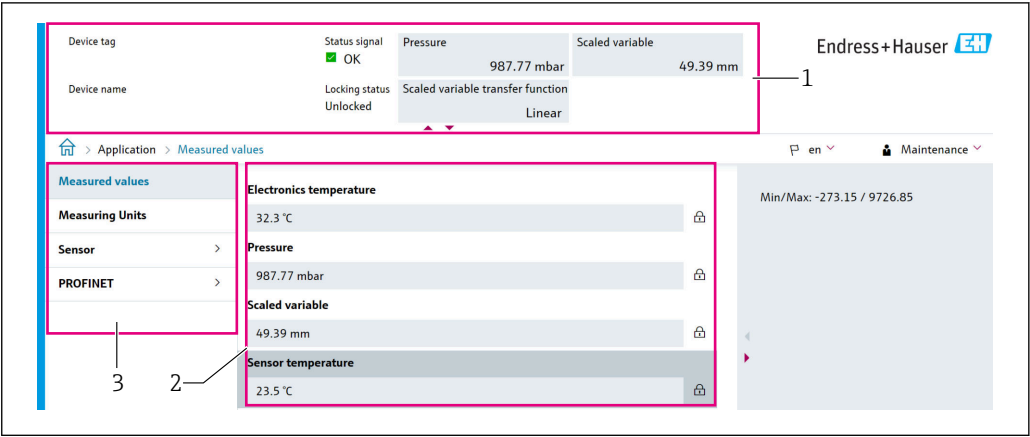 Device tag
Status signal
OK
Pressure
987.77 mbar
Scaled variable
49.39 mm
Endress+Hauser EH
1
Device name
Locking status
Unlocked
Scaled variable transfer function
Linear
> Application > Measured values
en
Maintenance
Measured values
Measuring Units
Sensor >
PROFINET >
3
2
Electronics temperature
32.3 °C
Pressure
987.77 mbar
Scaled variable
49.39 mm
Sensor temperature
23.5 °C
Min/Max: -273.15 / 9726.85